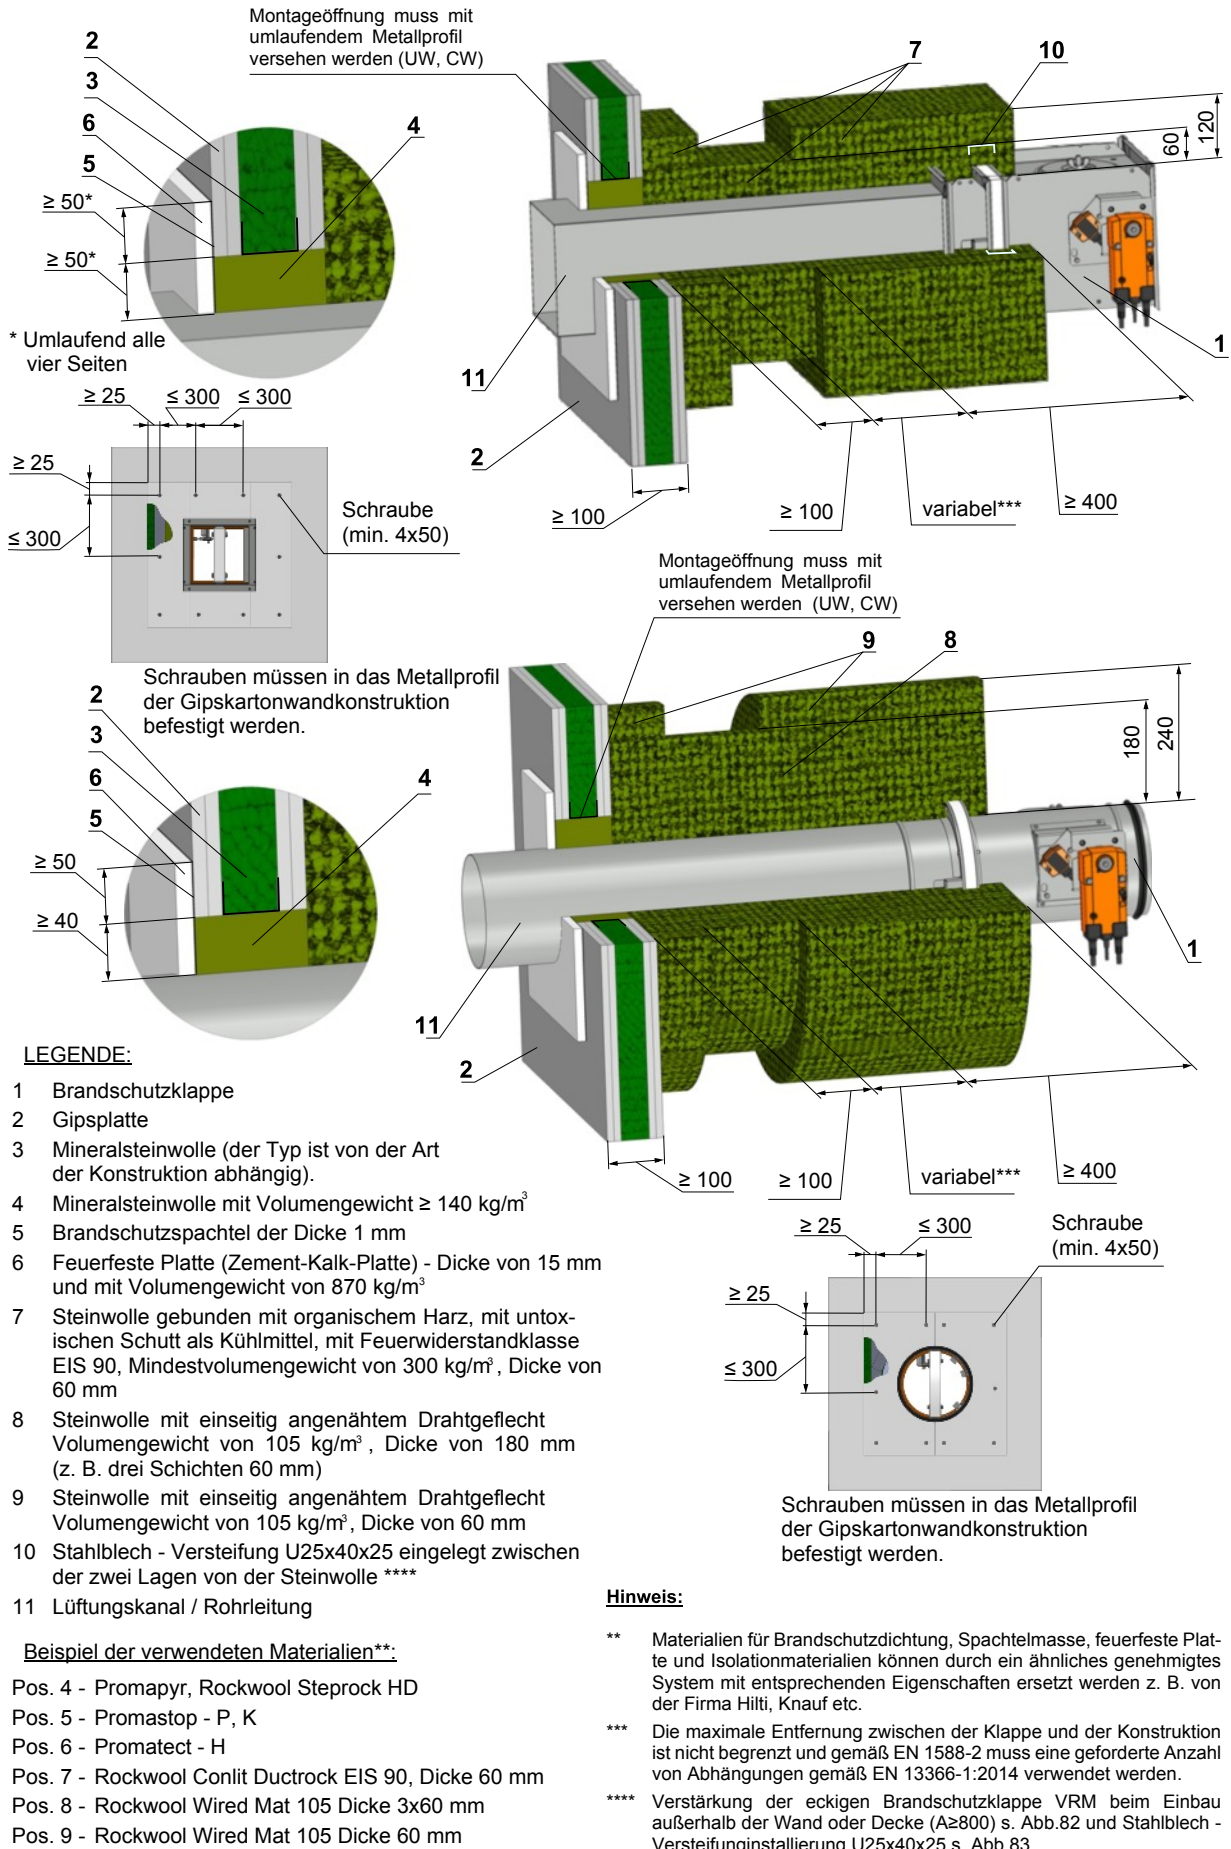 Montageöffnung muss mit
umlaufendem Metallprofil
versehen werden (UW, CW)
2
3
6
5
4
≥ 50*
≥ 50*
* Umlaufend alle
vier Seiten
7
10
120
60
1
11
2
≥ 100
≥ 100
variabel***
≥ 400
≥ 25
≤ 300
≤ 300
≥ 25
≤ 300
Schraube
(min. 4x50)
Schrauben müssen in das Metallprofil
der Gipskartonwandkonstruktion
befestigt werden.
Montageöffnung muss mit
umlaufendem Metallprofil
versehen werden (UW, CW)
2
3
6
5
4
≥ 50
≥ 40
9
8
180
240
1
11
2
≥ 100
≥ 100
variabel***
≥ 400
≥ 25
≤ 300
≥ 25
≤ 300
Schraube
(min. 4x50)
Schrauben müssen in das Metallprofil
der Gipskartonwandkonstruktion
befestigt werden.
LEGENDE:
1 Brandschutzklappe
2 Gipsplatte
3 Mineralsteinwolle (der Typ ist von der Art
der Konstruktion abhängig).
4 Mineralsteinwolle mit Volumengewicht ≥ 140 kg/m³
5 Brandschutzspachtel der Dicke 1 mm
6 Feuerfeste Platte (Zement-Kalk-Platte) - Dicke von 15 mm
und mit Volumengewicht von 870 kg/m³
7 Steinwolle gebunden mit organischem Harz, mit untox-
ischen Schutt als Kühlmittel, mit Feuerwiderstandklasse
EIS 90, Mindestvolumengewicht von 300 kg/m³, Dicke von
60 mm
8 Steinwolle mit einseitig angenähtem Drahtgeflecht
Volumengewicht von 105 kg/m³ , Dicke von 180 mm
(z. B. drei Schichten 60 mm)
9 Steinwolle mit einseitig angenähtem Drahtgeflecht
Volumengewicht von 105 kg/m³, Dicke von 60 mm
10 Stahlblech - Versteifung U25x40x25 eingelegt zwischen
der zwei Lagen von der Steinwolle ****
11 Lüftungskanal / Rohrleitung
Beispiel der verwendeten Materialien**:
Pos. 4 - Promapyr, Rockwool Steprock HD
Pos. 5 - Promastop - P, K
Pos. 6 - Promatect - H
Pos. 7 - Rockwool Conlit Ductrock EIS 90, Dicke 60 mm
Pos. 8 - Rockwool Wired Mat 105 Dicke 3x60 mm
Pos. 9 - Rockwool Wired Mat 105 Dicke 60 mm
Hinweis:
** Materialien für Brandschutzdichtung, Spachtelmasse, feuerfeste Plat-
te und Isolationmaterialien können durch ein ähnliches genehmigtes
System mit entsprechenden Eigenschaften ersetzt werden z. B. von
der Firma Hilti, Knauf etc.
*** Die maximale Entfernung zwischen der Klappe und der Konstruktion
ist nicht begrenzt und gemäß EN 1588-2 muss eine geforderte Anzahl
von Abhängungen gemäß EN 13366-1:2014 verwendet werden.
**** Verstärkung der eckigen Brandschutzklappe VRM beim Einbau
außerhalb der Wand oder Decke (A≥800) s. Abb.82 und Stahlblech -
Versteifunginstallierung U25x40x25 s. Abb.83